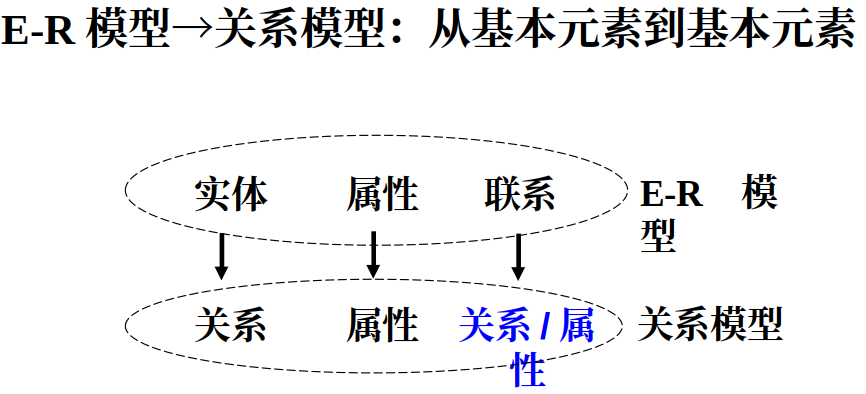 E-R 模型→关系模型：从基本元素到基本元素
实体 属性 联系
E-R 模
型
关系 属性 关系 / 属
性
关系模型